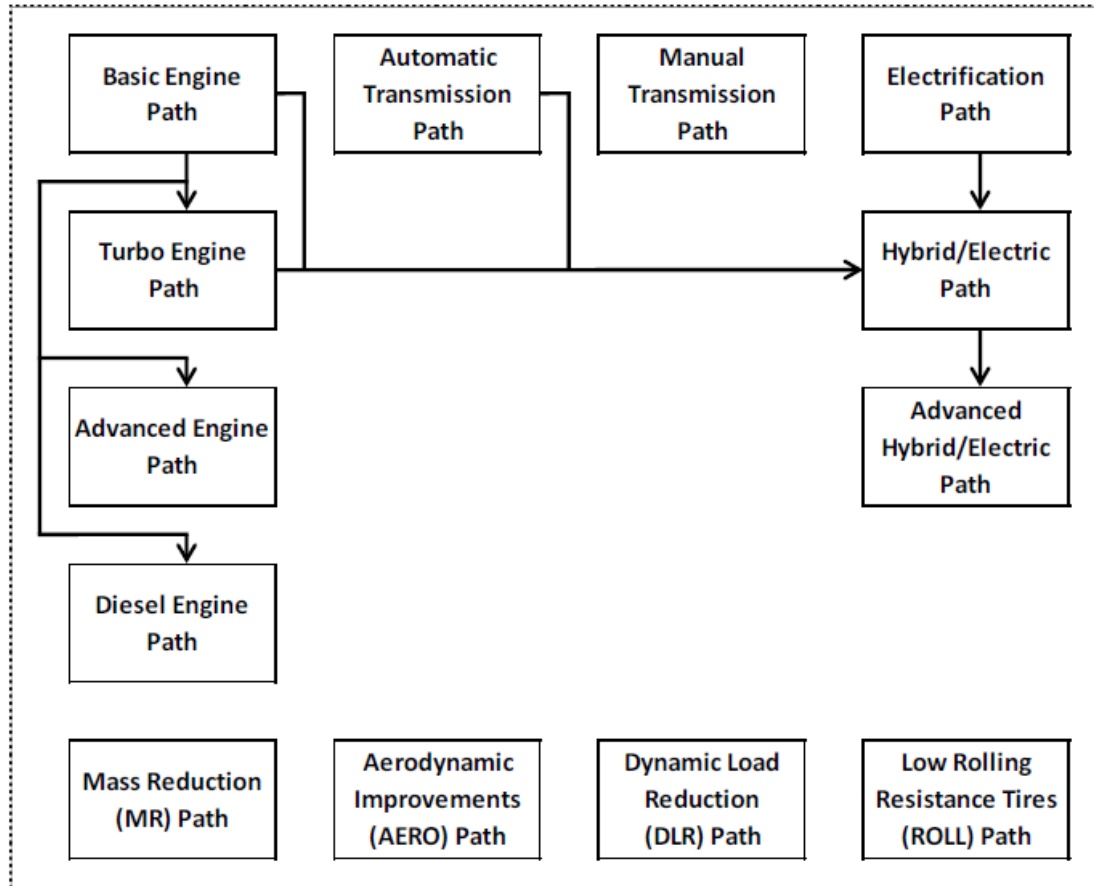 Basic Engine
Path
Automatic
Transmission
Path
Manual
Transmission
Path
Electrification
Path
Turbo Engine
Path
Hybrid/Electric
Path
Advanced Engine
Path
Advanced
Hybrid/Electric
Path
Diesel Engine
Path
Mass Reduction
(MR) Path
Aerodynamic
Improvements
(AERO) Path
Dynamic Load
Reduction
(DLR) Path
Low Rolling
Resistance Tires
(ROLL) Path